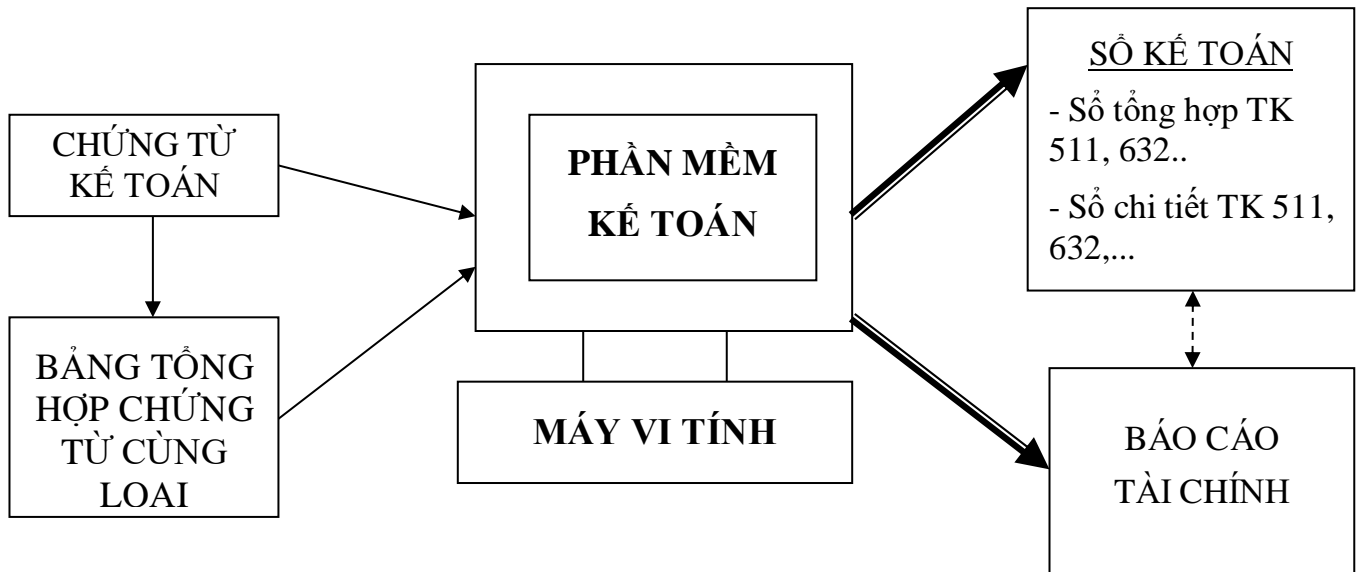 CHỨNG TỪ
KẾ TOÁN
BẢNG TỔNG
HỢP CHỨNG
TỪ CÙNG
LOAI
PHẦN MỀM
KẾ TOÁN
MÁY VI TÍNH
SỔ KẾ TOÁN
- Sổ tổng hợp TK
511, 632..
- Sổ chi tiết TK 511,
632,...
BÁO CÁO
TÀI CHÍNH